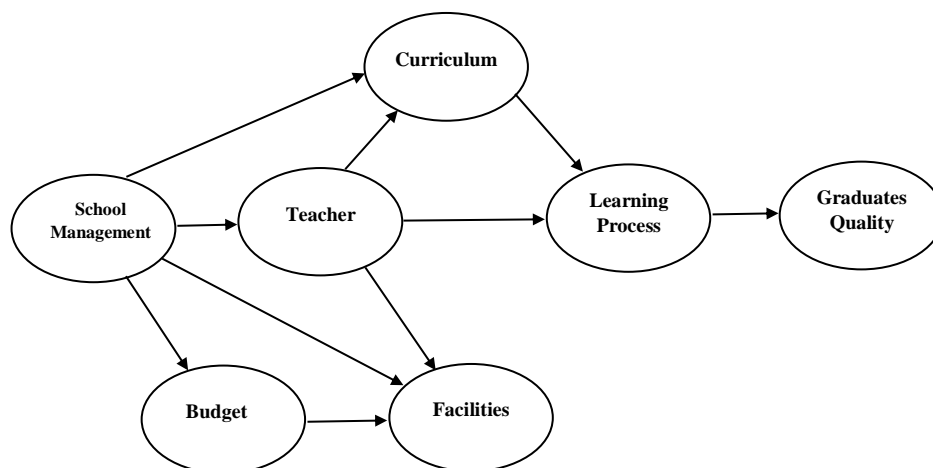 Curriculum
School
Management
Teacher
Learning
Process
Graduates
Quality
Budget
Facilities